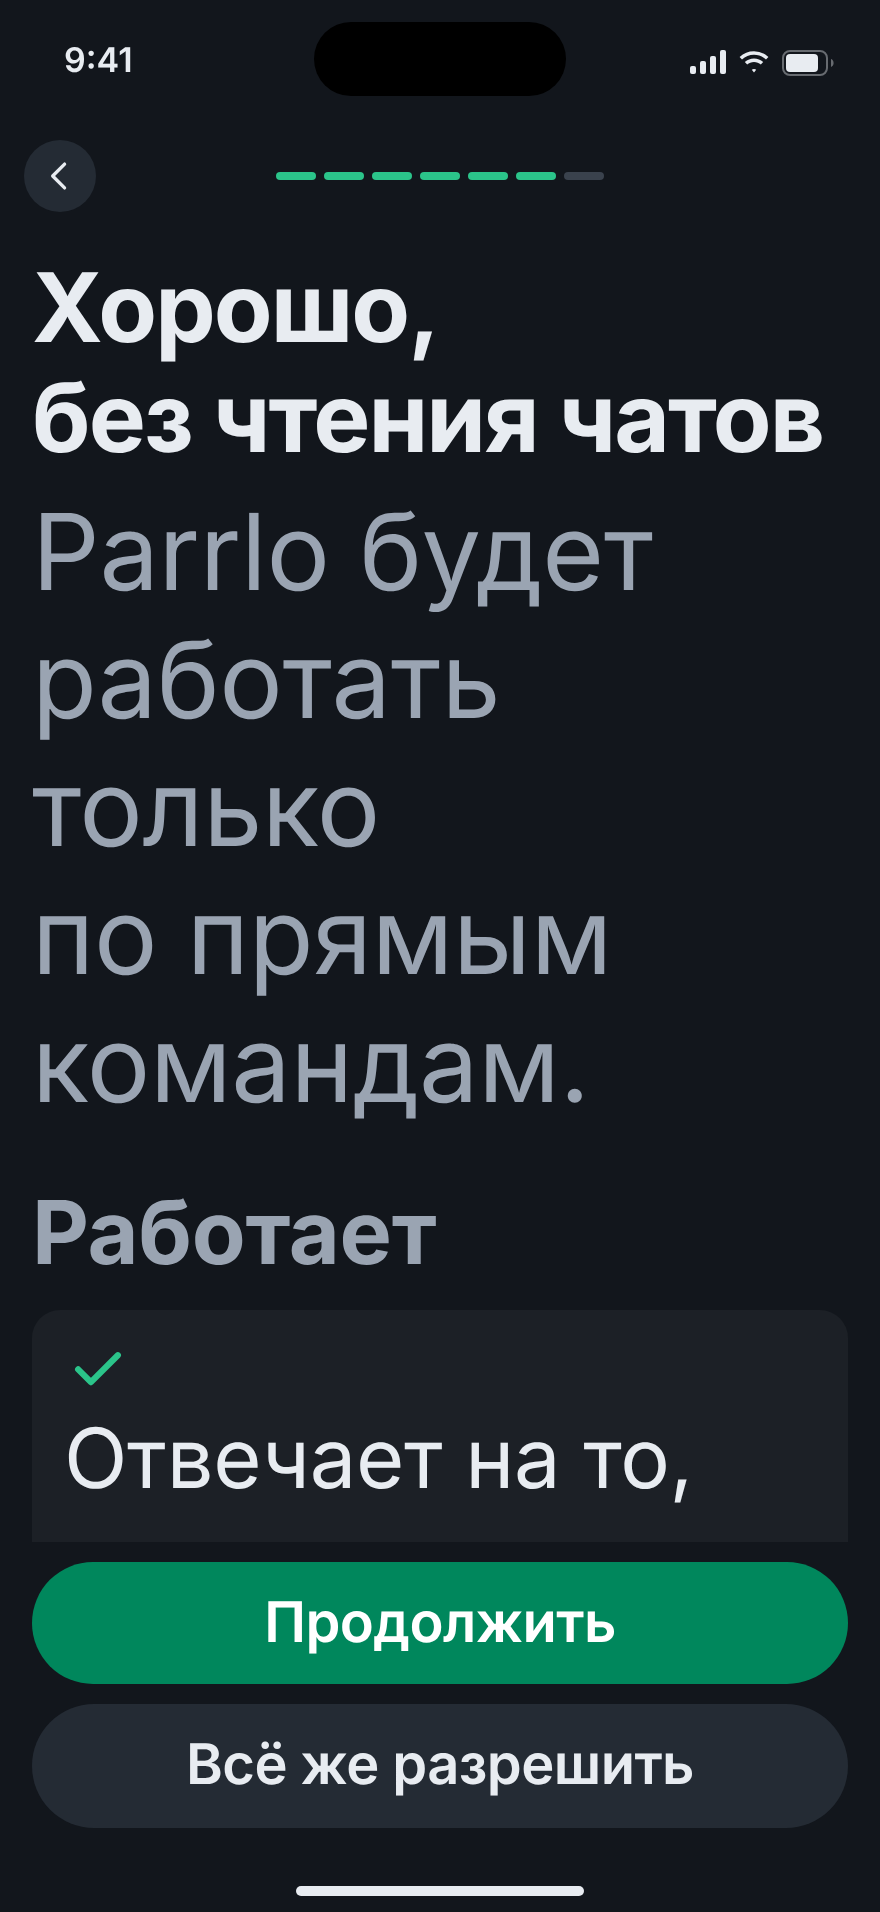 9:41
Хорошо,
без чтения чатов
Parrlo будет
работать
только
по прямым
командам.
Работает
Отвечает на то,
Продолжить
Всё же разрешить